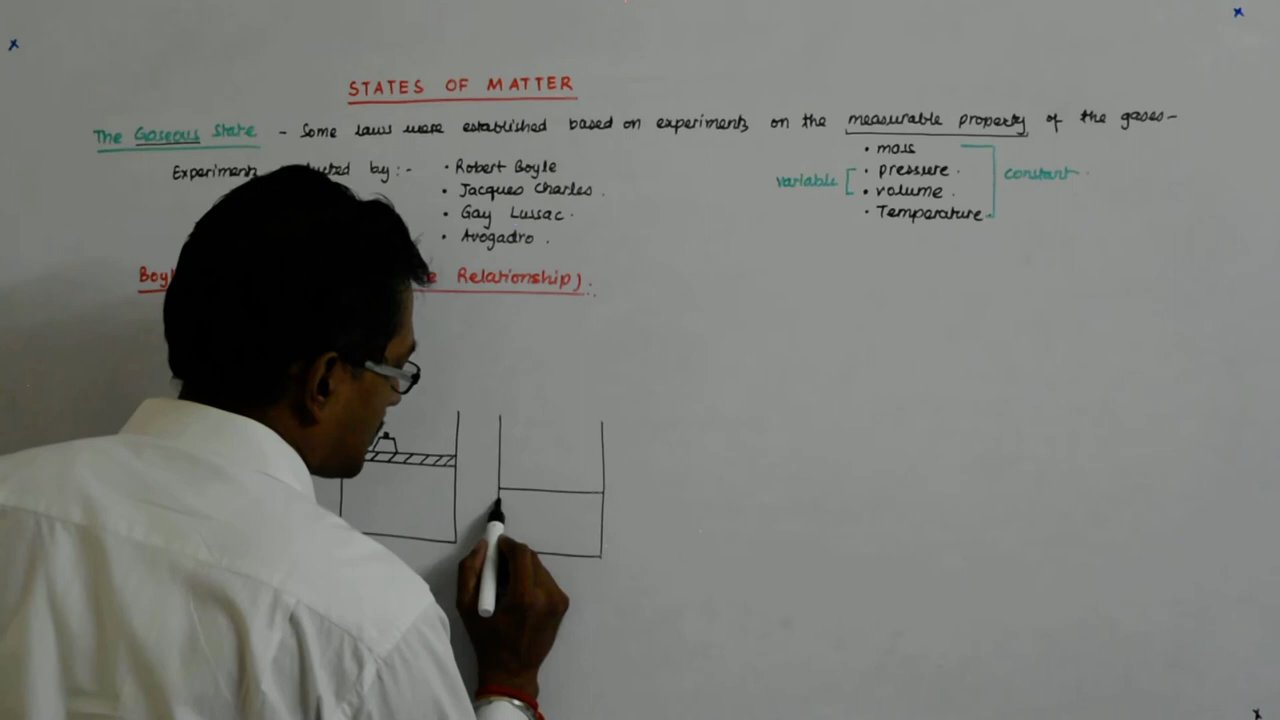 STATES OF MATTER
The Gaseous State - Some laws were established based on experiments on the measurable property of the gases-
Experiments by:-
• Robert Boyle
• Jacques Charles.
• Gay Lussac.
• Avogadro.
• mass
• pressure.
• volume.
• Temperature
variable
constant.
Relationship).